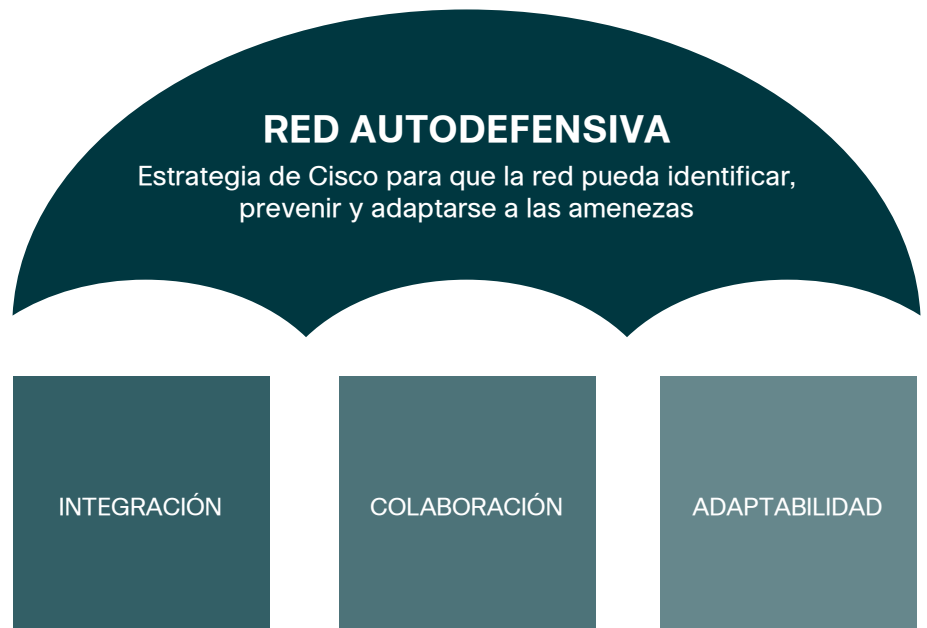 RED AUTODEFENSIVA
Estrategia de Cisco para que la red pueda identificar,
prevenir y adaptarse a las amenezas
INTEGRACIÓN
COLABORACIÓN
ADAPTABILIDAD